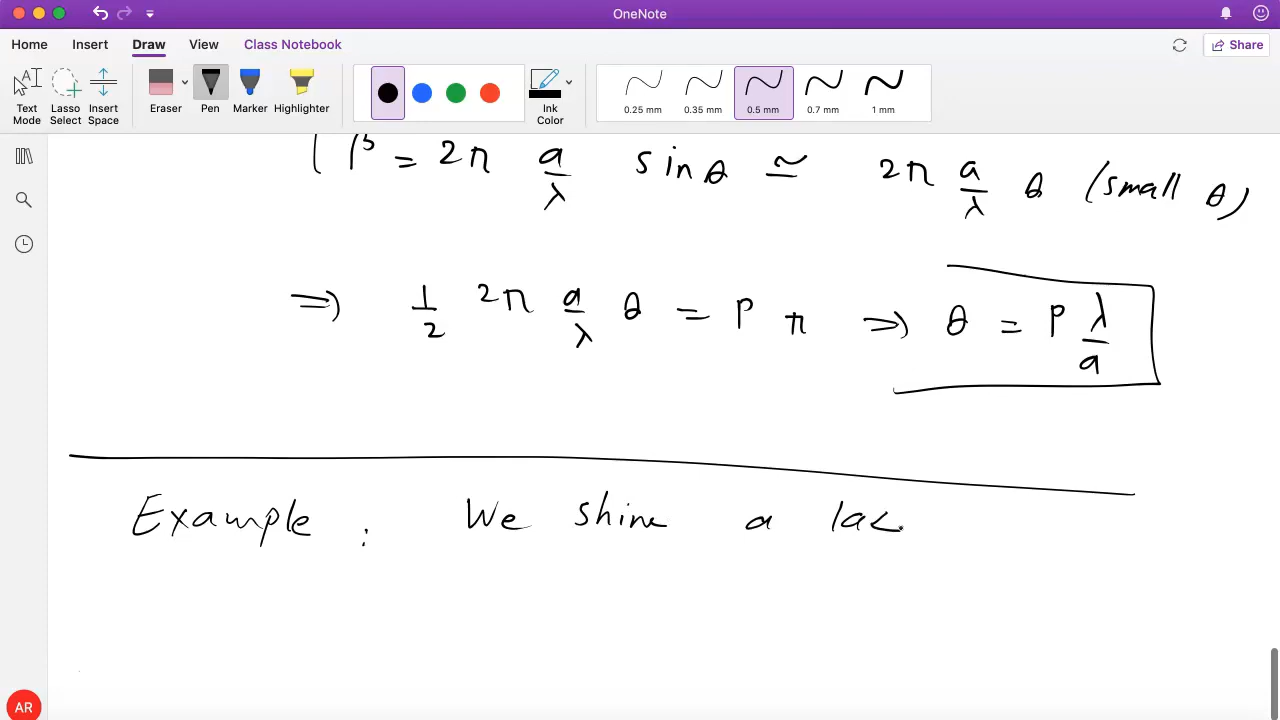 OneNote
Home Insert Draw View Class Notebook Share
Text Mode Lasso Select Insert Space Eraser Pen Marker Highlighter Ink Color 0.25 mm 0.35 mm 0.5 mm 0.7 mm 1 mm
β = 2π a/λ sinθ ≃ 2π a/λ θ (small θ)
⇒ 1/2 2π a/λ θ = p π ⇒ θ = p λ/a
Example : We shine a
AR